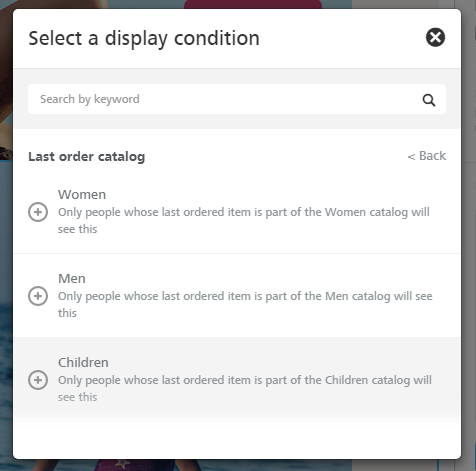 Select a display condition
Search by keyword
Last order catalog
< Back
Women
Only people whose last ordered item is part of the Women catalog will
see this
Men
Only people whose last ordered item is part of the Men catalog will see
this
Children
Only people whose last ordered item is part of the Children catalog will
see this